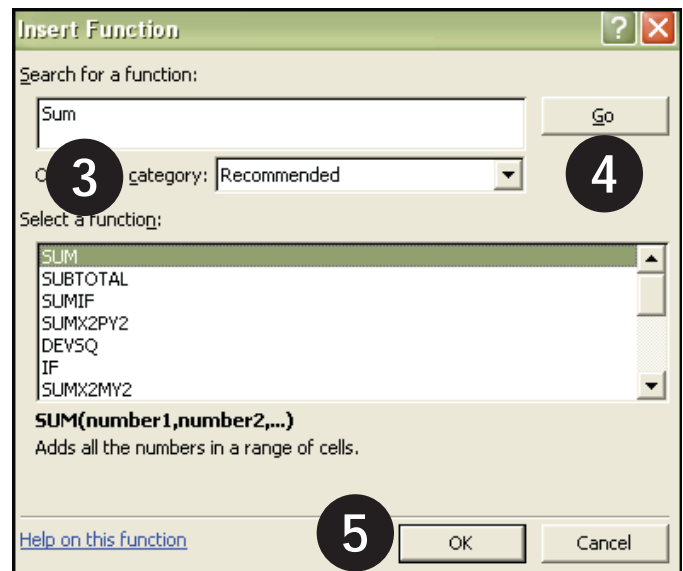 Insert Function
Search for a function:
Sum
Go
3
category: Recommended
4
Select a function:
SUM
SUBTOTAL
SUMIF
SUMX2PY2
DEVSQ
IF
SUMX2MY2
SUM(number1,number2,...)
Adds all the numbers in a range of cells.
Help on this function
5
OK
Cancel